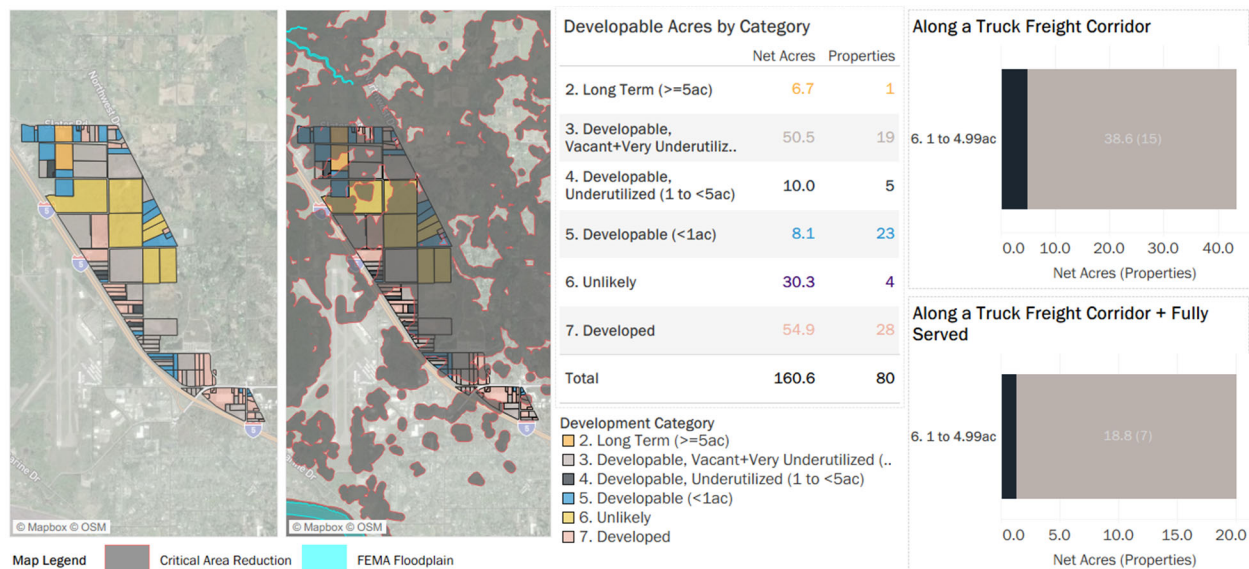 Northwest Dr
5
5
5
© Mapbox © OSM
5
5
© Mapbox © OSM
Map Legend
Critical Area Reduction
FEMA Floodplain
Developable Acres by Category
Net Acres Properties
2. Long Term (>=5ac) 6.7 1
3. Developable, Vacant+Very Underutiliz.. 50.5 19
4. Developable, Underutilized (1 to <5ac) 10.0 5
5. Developable (<1ac) 8.1 23
6. Unlikely 30.3 4
7. Developed 54.9 28
Total 160.6 80
Development Category
2. Long Term (>=5ac)
3. Developable, Vacant+Very Underutilized (..
4. Developable, Underutilized (1 to <5ac)
5. Developable (<1ac)
6. Unlikely
7. Developed
Along a Truck Freight Corridor
6. 1 to 4.99ac
38.6 (15)
0.0 10.0 20.0 30.0 40.0
Net Acres (Properties)
Along a Truck Freight Corridor + Fully
Served
6. 1 to 4.99ac
18.8 (7)
0.0 5.0 10.0 15.0 20.0
Net Acres (Properties)